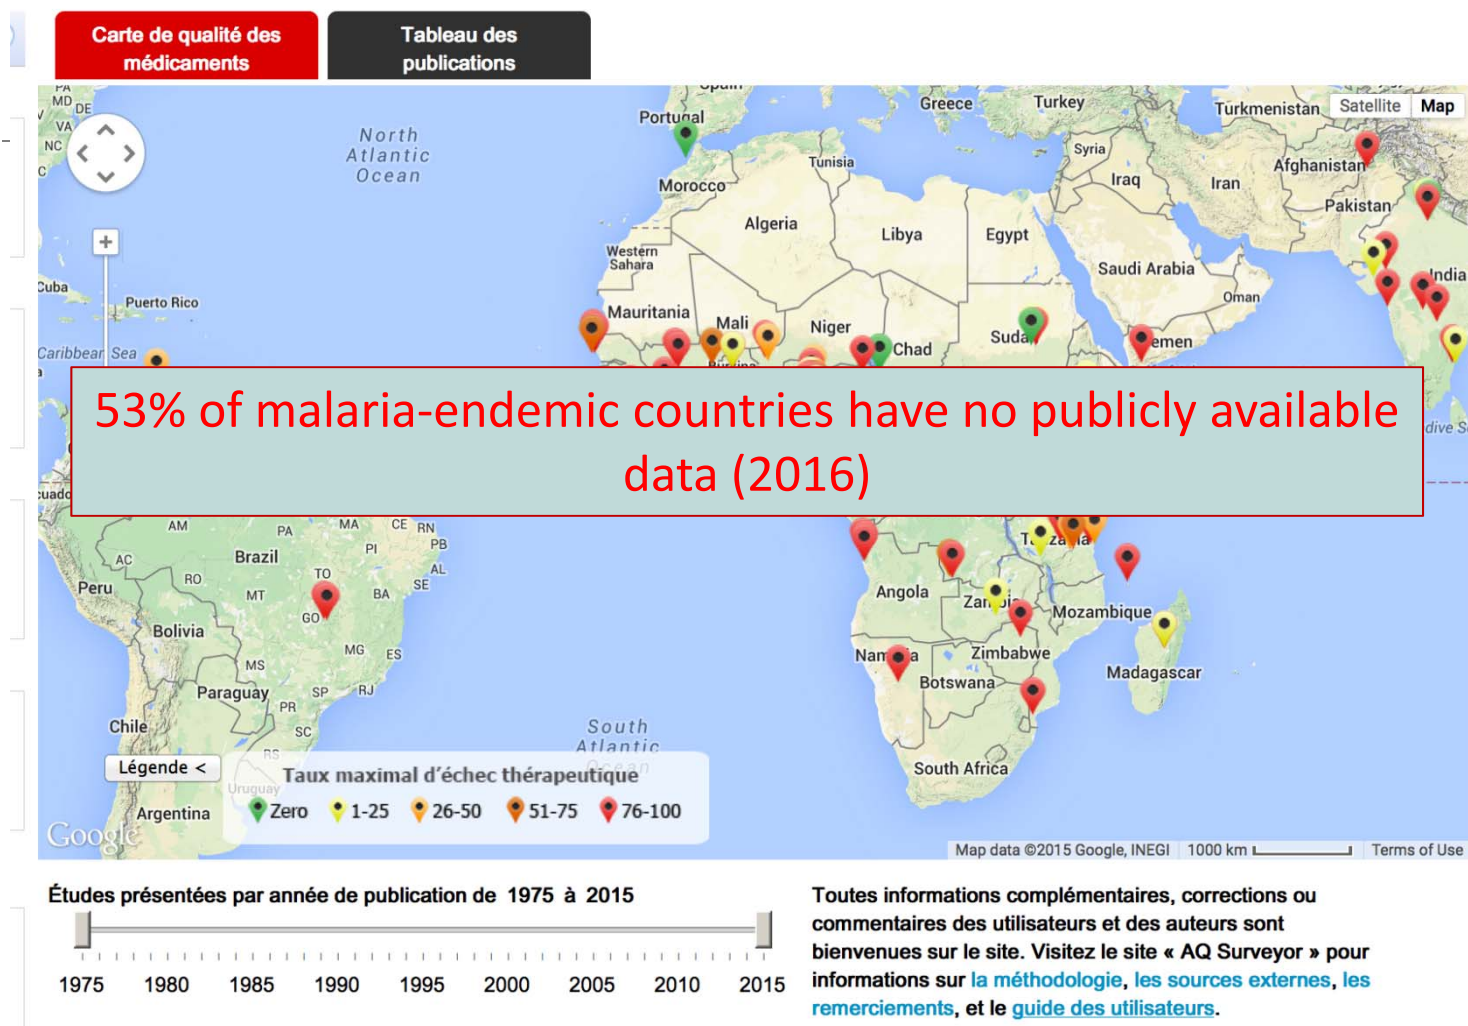 Carte de qualité des
médicaments
Tableau des
publications
PA
MD
DE
VA
NC
North
Atlantic
Ocean
Portugal
Greece
Turkey
Turkmenistan
Satellite
Map
Tunisia
Syria
Afghanistan
Morocco
Iraq
Iran
Pakistan
Algeria
Libya
Egypt
Western
Sahara
Saudi Arabia
India
Cuba
Puerto Rico
Oman
Mauritania
Mali
Niger
Chad
Caribbean Sea
53% of malaria-endemic countries have no publicly available
data (2016)
AM
PA
MA
CE
RN
PB
PI
AC
Brazil
TO
AL
SE
RO
Peru
MT
BA
GO
Angola
Mozambique
Bolivia
MG
ES
MS
Zimbabwe
Botswana
Madagascar
Paraguay
SP
RJ
PR
Chile
SC
South
Atlantic
Ocean
RS
Légende <
Taux maximal d'échec thérapeutique
South Africa
Uruguay
Argentina
Zero
1-25
26-50
51-75
76-100
Google
Map data ©2015 Google, INEGI
1000 km
Terms of Use
Études présentées par année de publication de 1975 à 2015
1975 1980 1985 1990 1995 2000 2005 2010 2015
Toutes informations complémentaires, corrections ou
commentaires des utilisateurs et des auteurs sont
bienvenues sur le site. Visitez le site « AQ Surveyor » pour
informations sur la méthodologie, les sources externes, les
remerciements, et le guide des utilisateurs.